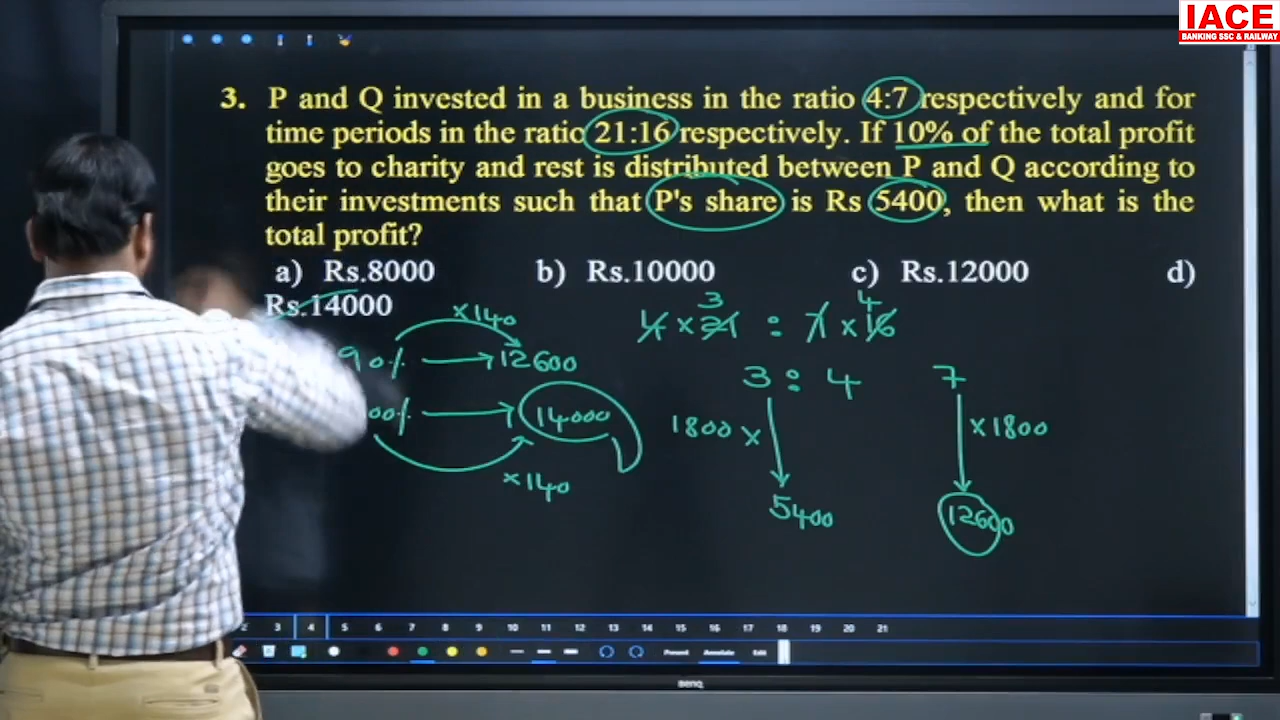 IACE
BANKING SSC & RAILWAY
3. P and Q invested in a business in the ratio 4:7 respectively and for
time periods in the ratio 21:16 respectively. If 10% of the total profit
goes to charity and rest is distributed between P and Q according to
their investments such that P's share is Rs 5400, then what is the
total profit?
a) Rs.8000 b) Rs.10000 c) Rs.12000 d)
Rs.14000
×140
90% → 12600
00% → 14000
×140
3 4
4 × 21 : 7 × 16
3 : 4 7
1800 × ×1800
5400 12600
2 3 4 5 6 7 8 9 10 11 12 13 14 15 16 17 18 19 20 21
Present Annotate Edit
BenQ